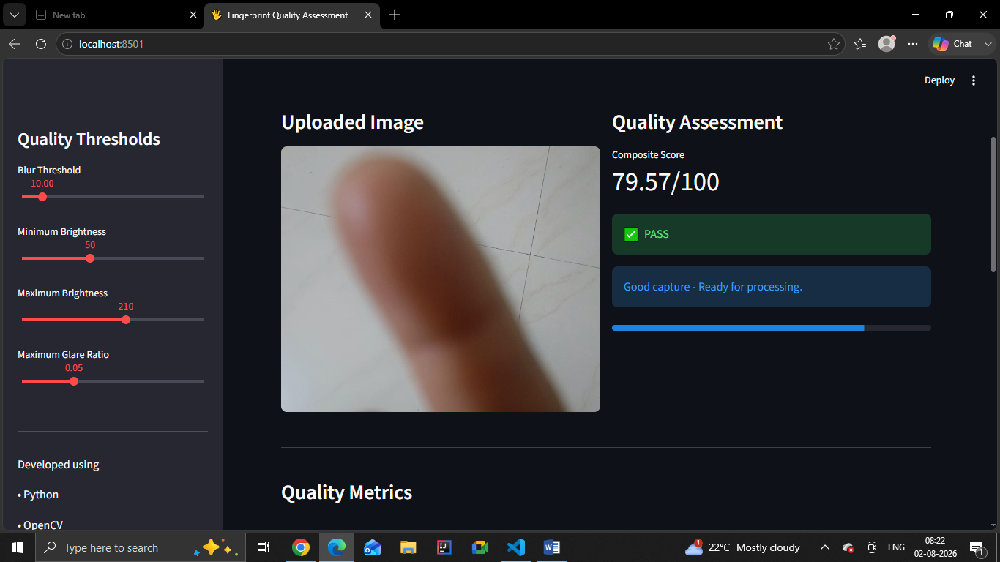 New tab
Fingerprint Quality Assessment
localhost:8501
Chat
Deploy
Quality Thresholds
Blur Threshold
10.00
Minimum Brightness
50
Maximum Brightness
210
Maximum Glare Ratio
0.05
Developed using
• Python
• OpenCV
Uploaded Image
Quality Assessment
Composite Score
79.57/100
PASS
Good capture - Ready for processing.
Quality Metrics
Type here to search
1
22°C Mostly cloudy
ENG
08:22
02-08-2026
1